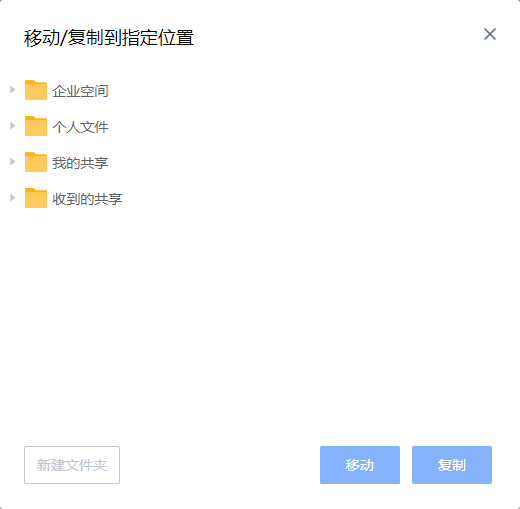 移动/复制到指定位置
企业空间
个人文件
我的共享
收到的共享
新建文件夹
移动
复制